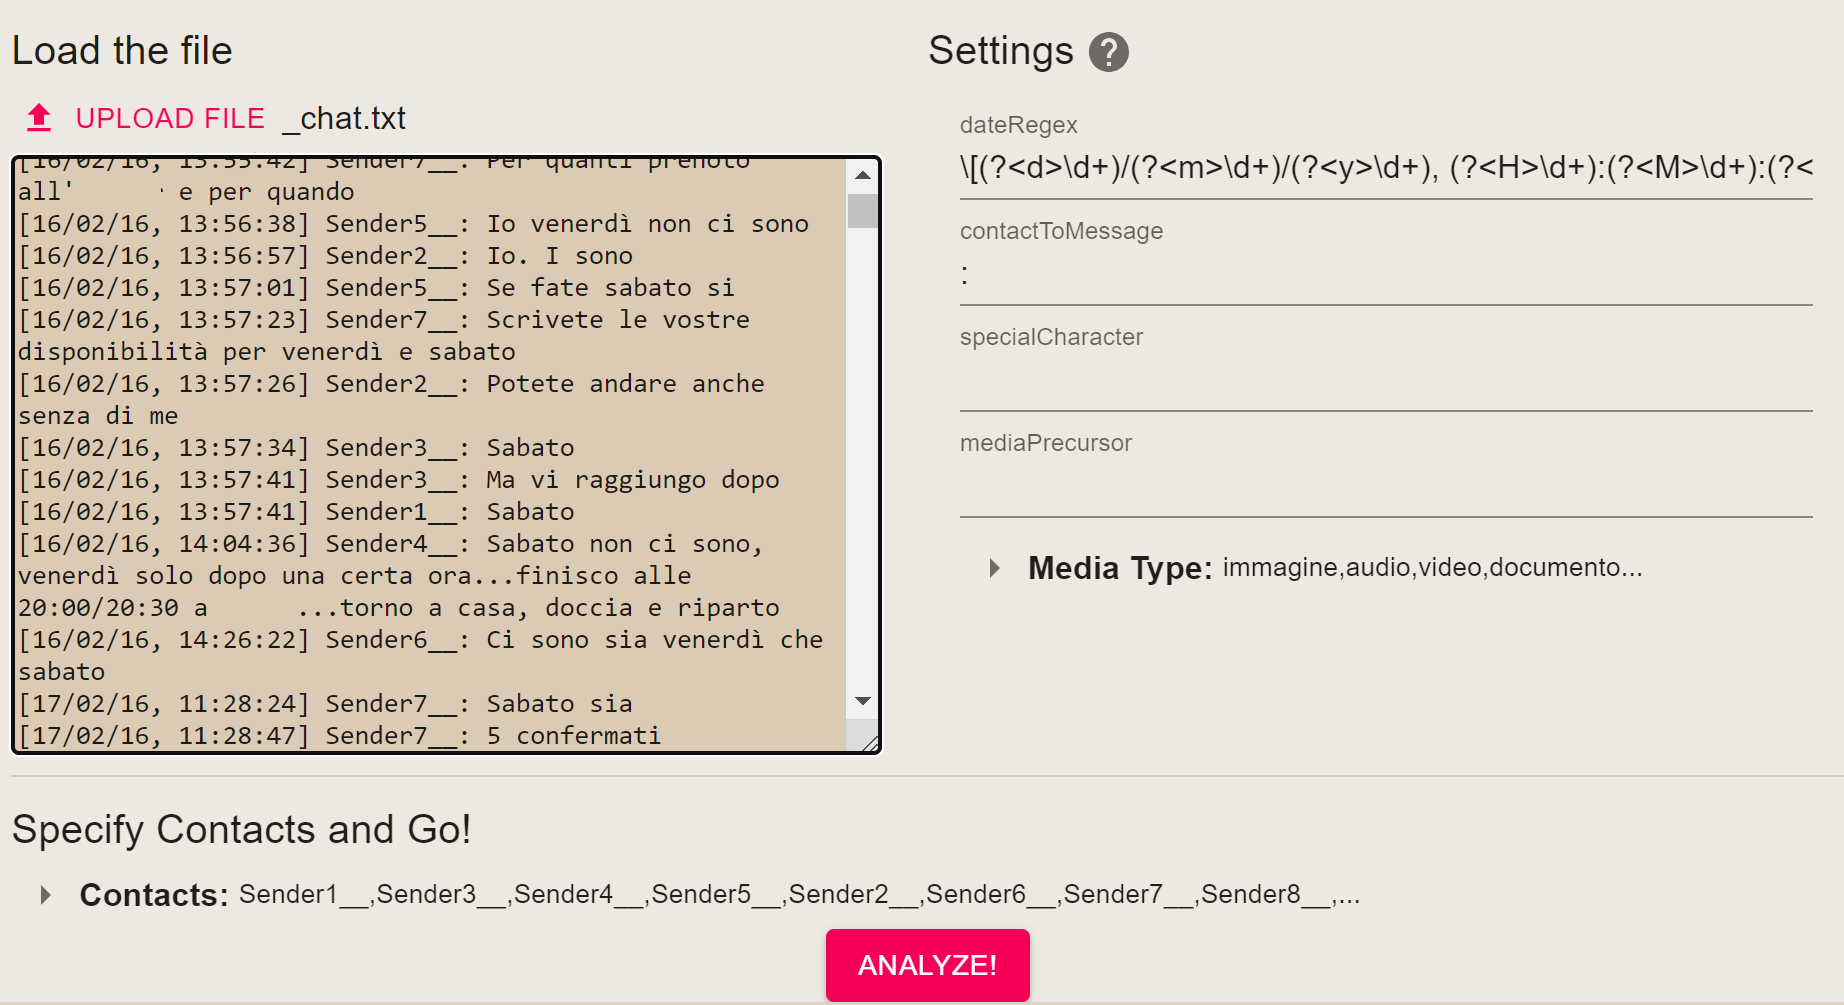 Load the file
UPLOAD FILE _chat.txt
[16/02/16, 13:55:42] Sender7__: Per quanti prenoto
all' e per quando
[16/02/16, 13:56:38] Sender5__: Io venerdì non ci sono
[16/02/16, 13:56:57] Sender2__: Io. I sono
[16/02/16, 13:57:01] Sender5__: Se fate sabato si
[16/02/16, 13:57:23] Sender7__: Scrivete le vostre
disponibilità per venerdì e sabato
[16/02/16, 13:57:26] Sender2__: Potete andare anche
senza di me
[16/02/16, 13:57:34] Sender3__: Sabato
[16/02/16, 13:57:41] Sender3__: Ma vi raggiungo dopo
[16/02/16, 13:57:41] Sender1__: Sabato
[16/02/16, 14:04:36] Sender4__: Sabato non ci sono,
venerdì solo dopo una certa ora...finisco alle
20:00/20:30 a ...torno a casa, doccia e riparto
[16/02/16, 14:26:22] Sender6__: Ci sono sia venerdì che
sabato
[17/02/16, 11:28:24] Sender7__: Sabato sia
[17/02/16, 11:28:47] Sender7__: 5 confermati
Settings ?
dateRegex
\[(?<d>\d+)/(?<m>\d+)/(?<y>\d+), (?<H>\d+):(?<M>\d+):(?<
contactToMessage
:
specialCharacter
mediaPrecursor
Media Type: immagine,audio,video,documento...
Specify Contacts and Go!
Contacts: Sender1__,Sender3__,Sender4__,Sender5__,Sender2__,Sender6__,Sender7__,Sender8__,...
ANALYZE!